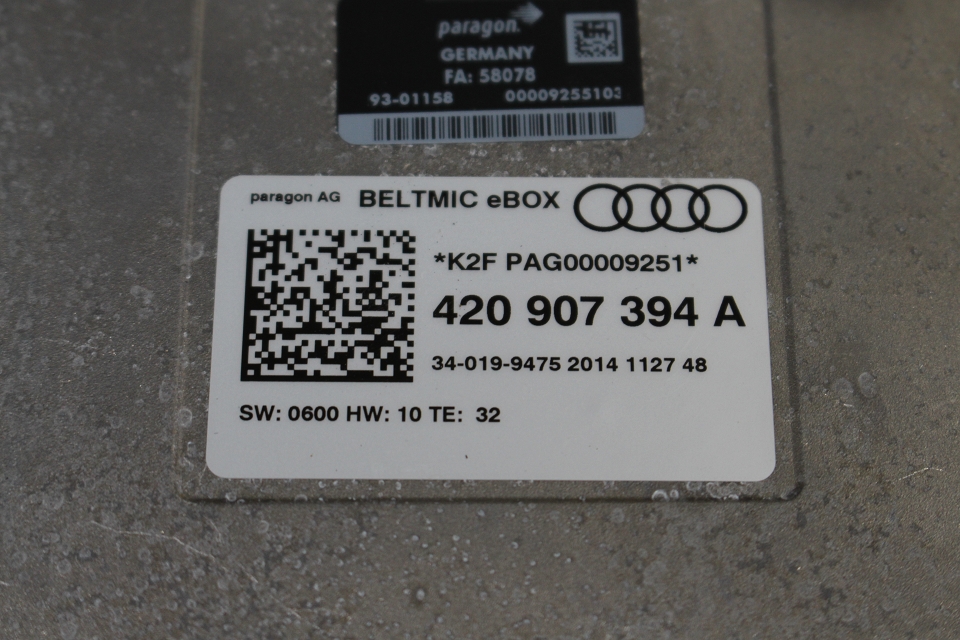 paragon
GERMANY
FA: 58078
93-01158 00009255103
paragon AG BELTMIC eBOX
*K2F PAG00009251*
420 907 394 A
34-019-9475 2014 1127 48
SW: 0600 HW: 10 TE: 32